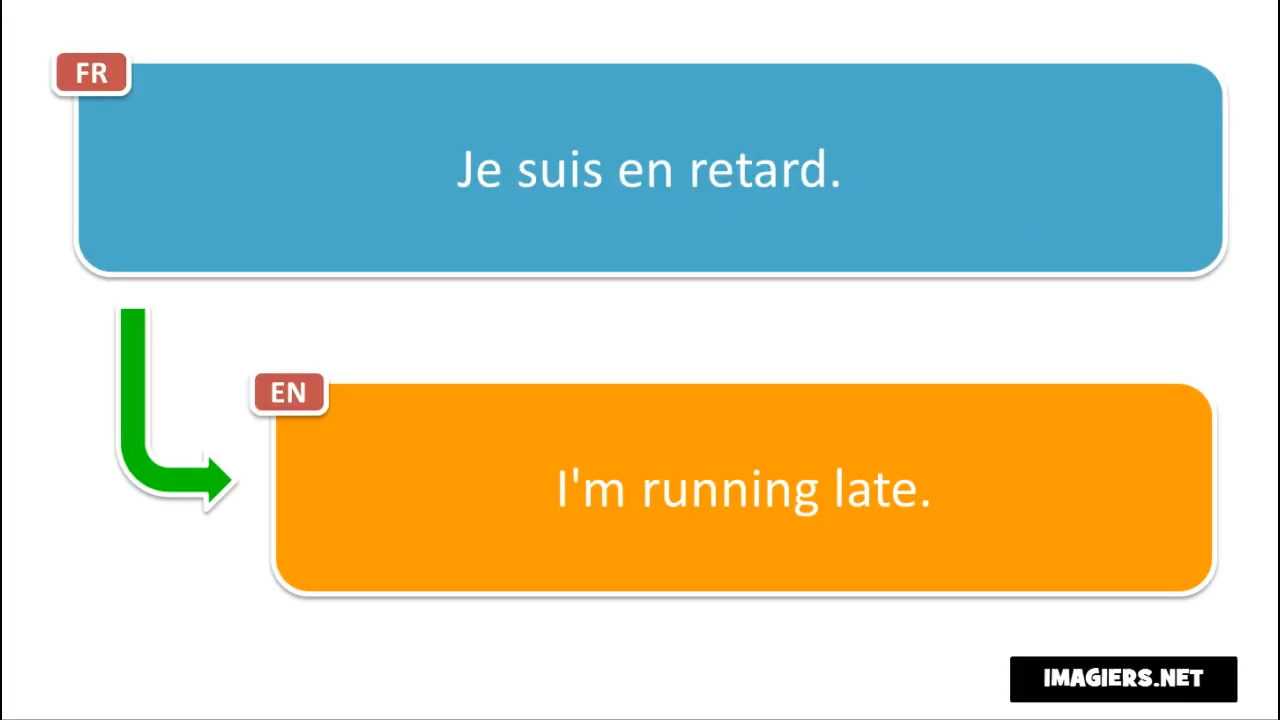 FR
Je suis en retard.
EN
I'm running late.
IMAGIERS.NET